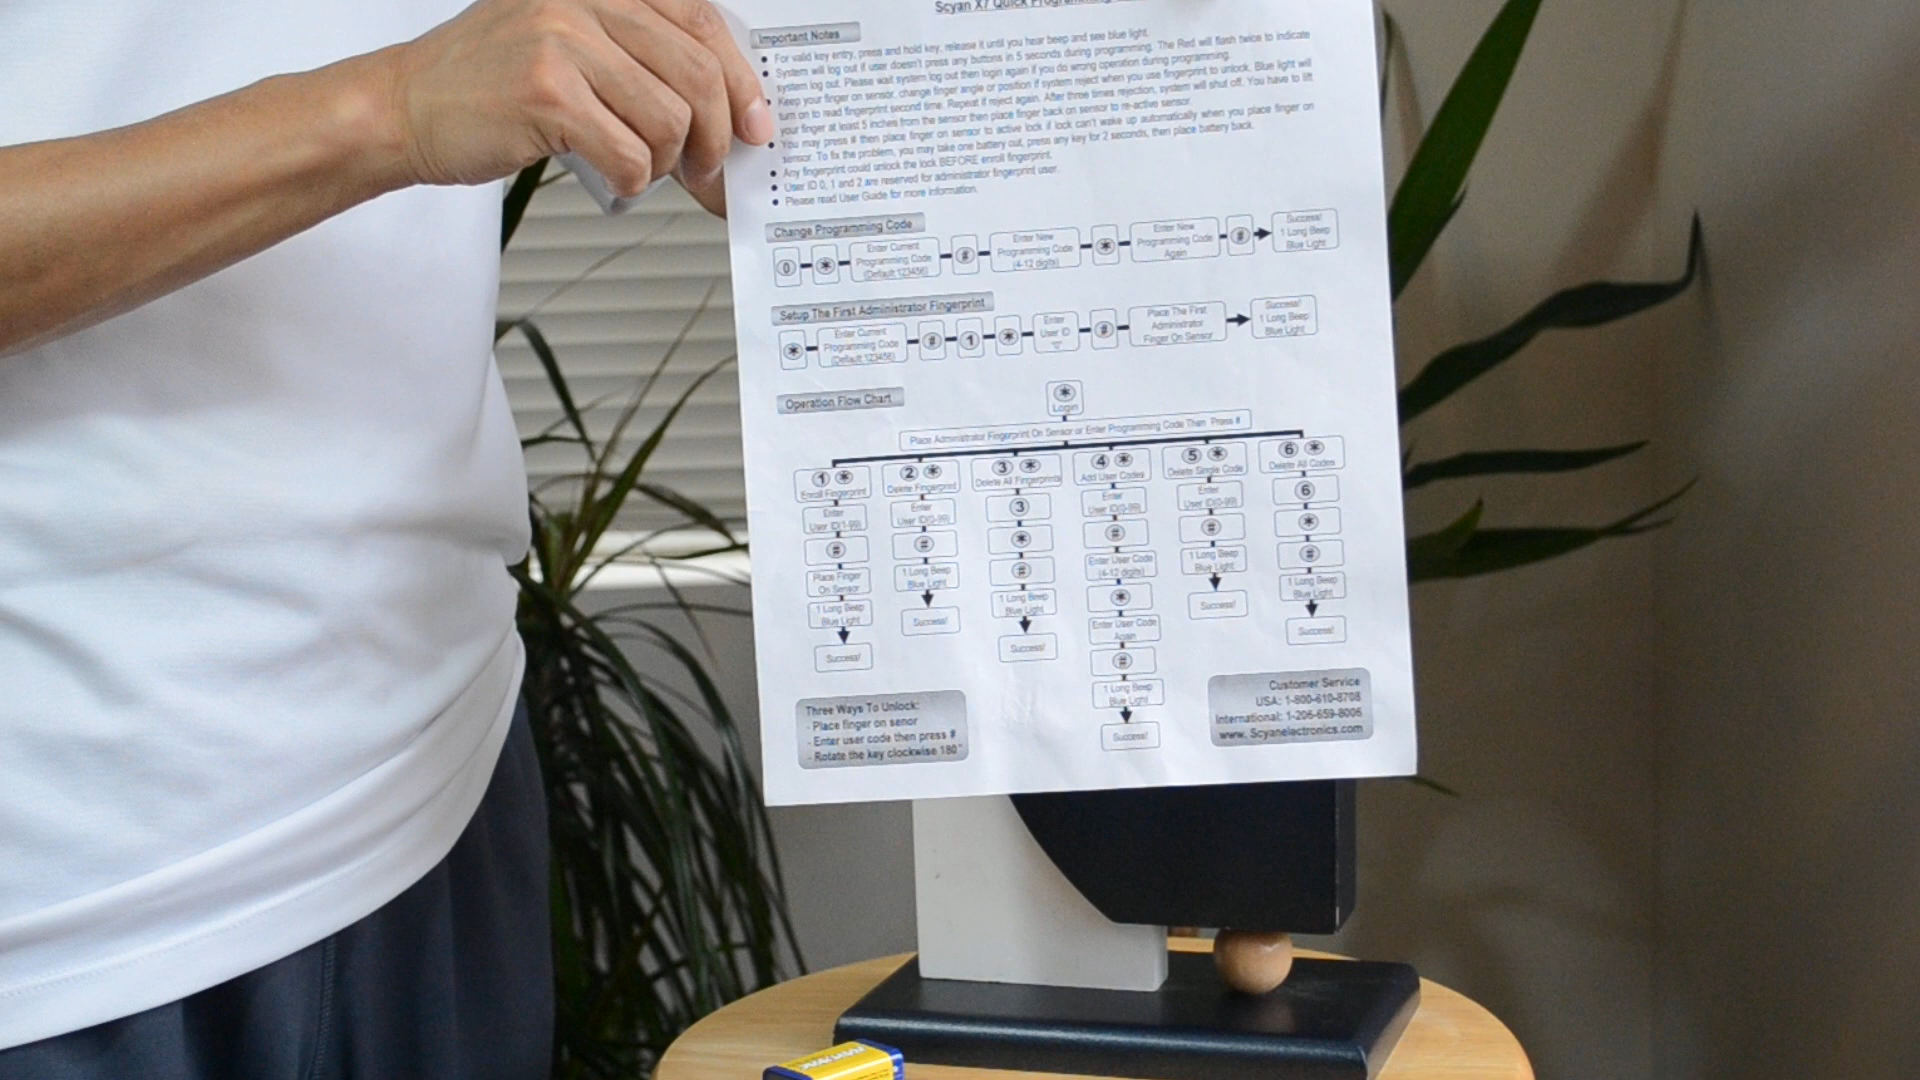 Scyan X7 Quick Programming
Important Notes
For valid key entry, press and hold key, release it until you hear beep and see blue light.
System will log out if user doesn't press any buttons in 5 seconds during programming. The Red will flash twice to indicate
system log out. Please wait system log out then login again if you do wrong operation during programming.
Keep your finger on sensor, change finger angle or position if system reject when you use fingerprint to unlock. Blue light will
turn on to read fingerprint second time. Repeat if reject again. After three times rejection, system will shut off. You have to lift
your finger at least 5 inches from the sensor then place finger back on sensor to re-active sensor.
You may press # then place finger on sensor to active lock if lock can't wake up automatically when you place finger on
sensor. To fix the problem, you may take one battery out, press any key for 2 seconds, then place battery back.
Any fingerprint could unlock the lock BEFORE enroll fingerprint.
User ID 0, 1 and 2 are reserved for administrator fingerprint user.
Please read User Guide for more information.
Change Programming Code
0 * Enter Current Programming Code (Default 123456) # Enter New Programming Code (4-12 digits) * Enter New Programming Code Again # Success! 1 Long Beep Blue Light
Setup The First Administrator Fingerprint
* Enter Current Programming Code (Default 123456) # 1 * Enter User ID "0" # Place The First Administrator Finger On Sensor Success! 1 Long Beep Blue Light
Operation Flow Chart
* Login
Place Administrator Fingerprint On Sensor or Enter Programming Code Then Press #
1 * Enroll Fingerprint
Enter User ID(1-99)
#
Place Finger On Sensor
1 Long Beep Blue Light
Success!
2 * Delete Fingerprint
Enter User ID(0-99)
#
1 Long Beep Blue Light
Success!
3 * Delete All Fingerprints
3
*
#
1 Long Beep Blue Light
Success!
4 * Add User Codes
Enter User ID(0-99)
#
Enter User Code (4-12 digits)
*
Enter User Code Again
#
1 Long Beep Blue Light
Success!
5 * Delete Single Code
Enter User ID(0-99)
#
1 Long Beep Blue Light
Success!
6 * Delete All Codes
6
*
#
1 Long Beep Blue Light
Success!
Three Ways To Unlock:
- Place finger on senor
- Enter user code then press #
- Rotate the key clockwise 180°
Customer Service
USA: 1-800-610-8708
International: 1-206-659-8006
www. Scyanelectronics.com